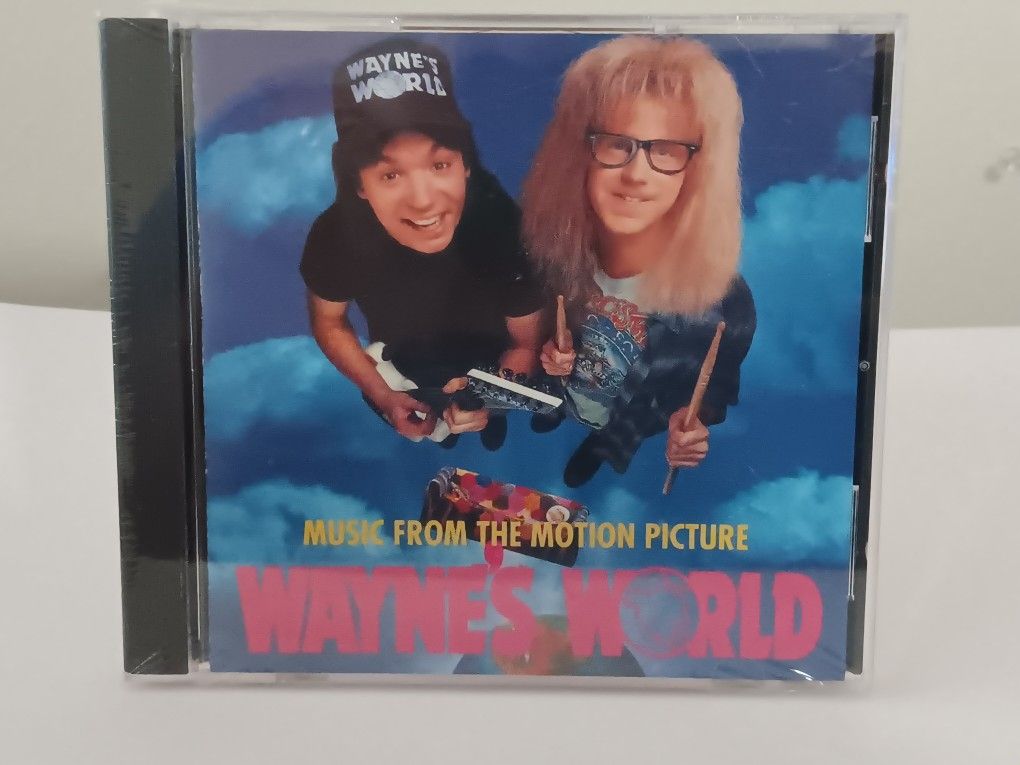 WAYNE'S
WORLD
MUSIC FROM THE MOTION PICTURE
WAYNE'S WORLD